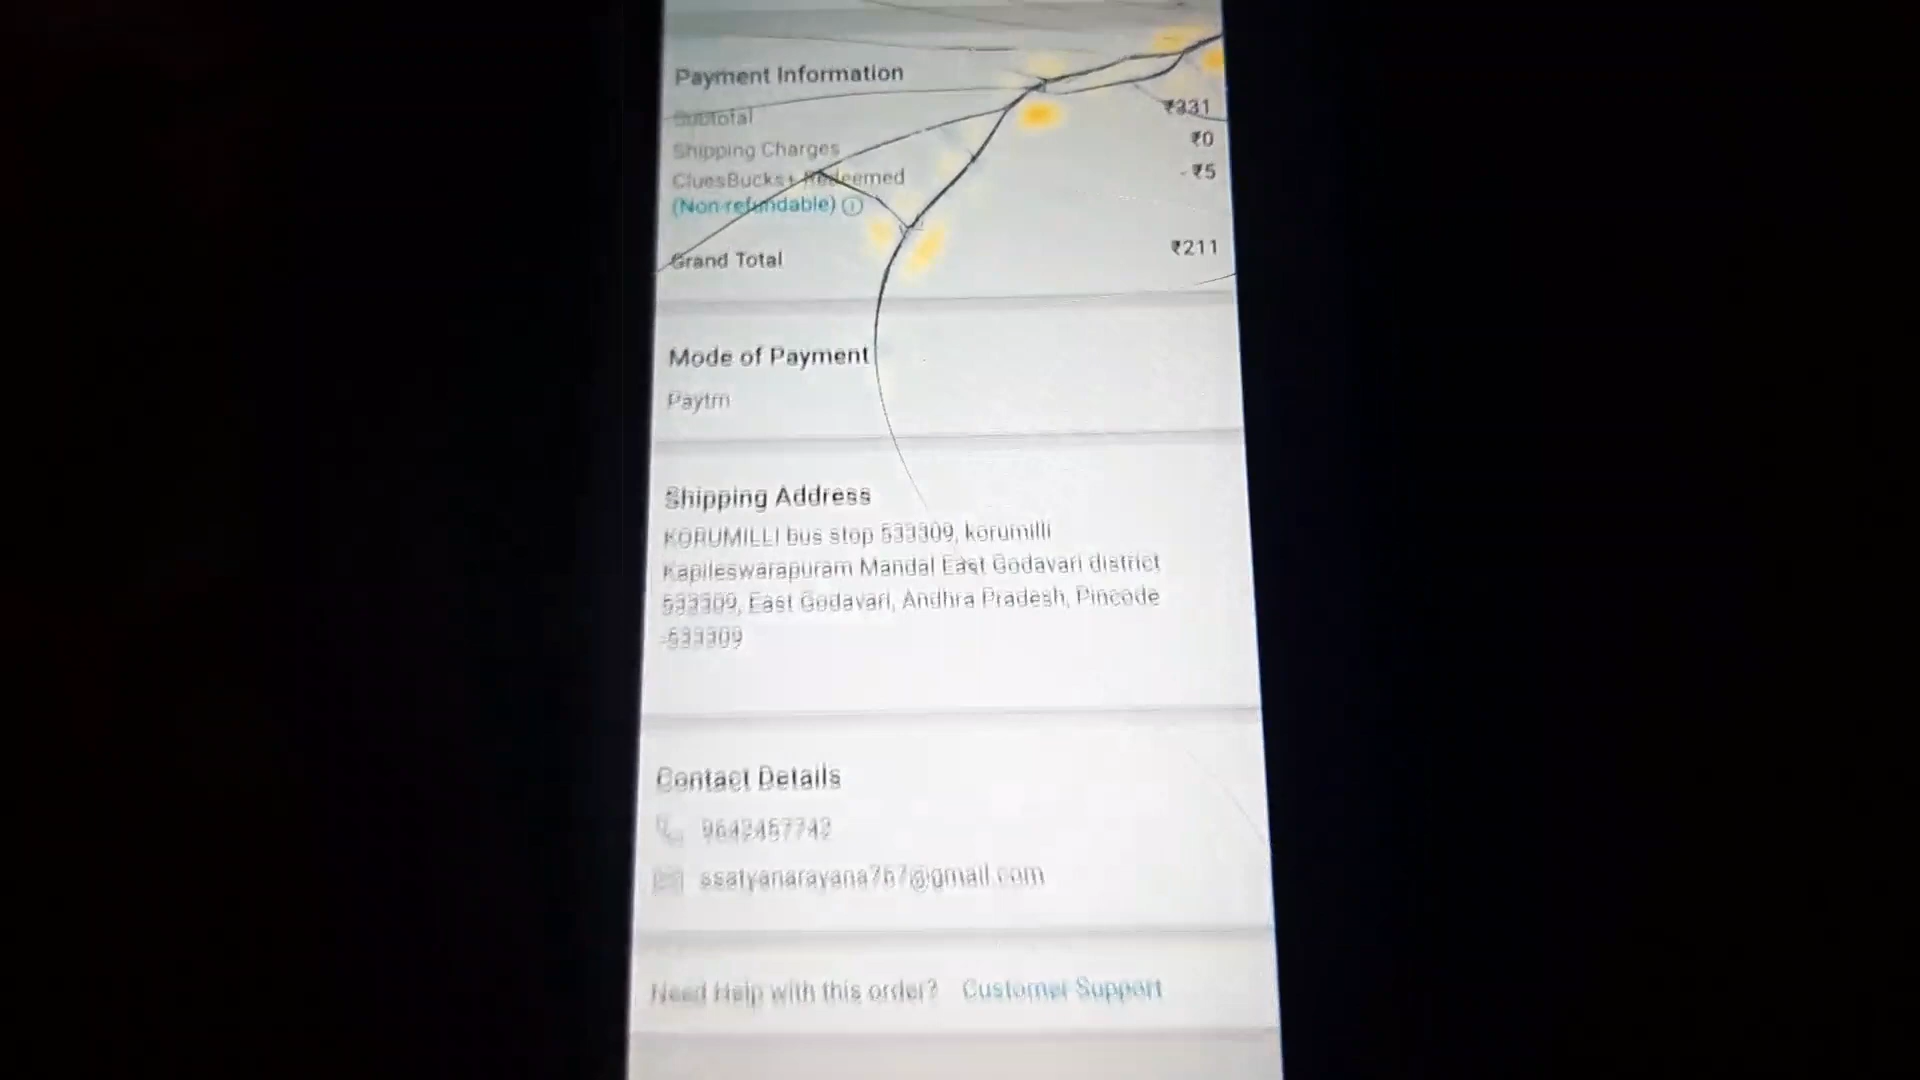 Payment Information
Subtotal ₹331
Shipping Charges ₹0
CluesBucks+ Redeemed - ₹5
(Non-refundable)
Grand Total ₹211
Mode of Payment
Paytm
Shipping Address
KORUMILLI bus stop 533309, korumilli
Kapileswarapuram Mandal East Godavari district
533309, East Godavari, Andhra Pradesh, Pincode
-533309
Contact Details
9642457742
ssatyanarayana767@gmail.com
Need Help with this order? Customer Support